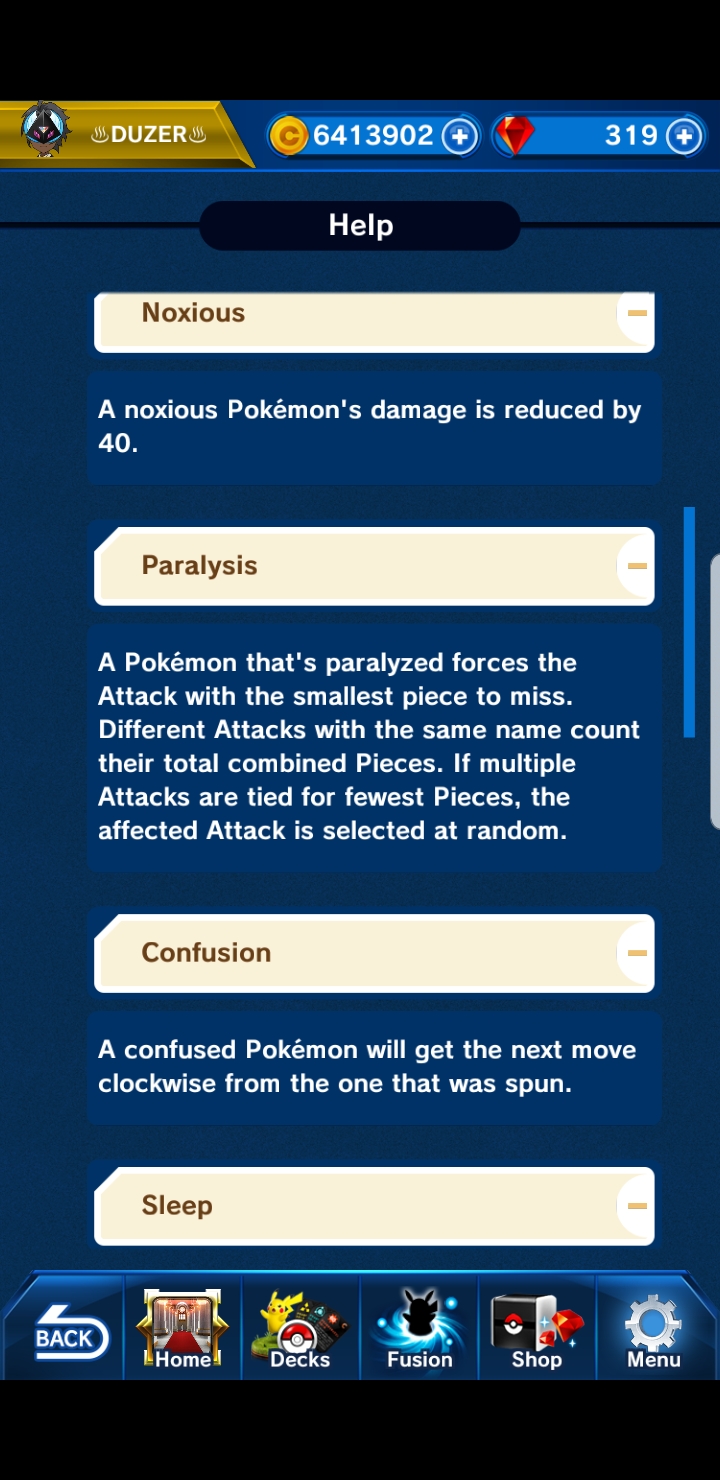 ♨DUZER♨
C 6413902
319
Help
Noxious
A noxious Pokémon's damage is reduced by
40.
Paralysis
A Pokémon that's paralyzed forces the
Attack with the smallest piece to miss.
Different Attacks with the same name count
their total combined Pieces. If multiple
Attacks are tied for fewest Pieces, the
affected Attack is selected at random.
Confusion
A confused Pokémon will get the next move
clockwise from the one that was spun.
Sleep
BACK
Home
Decks
Fusion
Shop
Menu